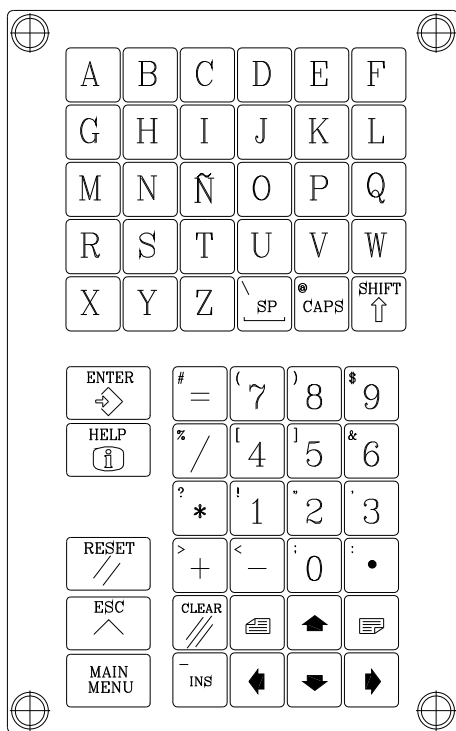 A B C D E F
G H I J K L
M N Ñ O P Q
R S T U V W
X Y Z \ SP @ CAPS SHIFT
ENTER # = ( 7 ) 8 $ 9
HELP i % / [ 4 ] 5 & 6
? * ! 1 " 2 ' 3
RESET > + < - ; 0 : •
ESC CLEAR
MAIN MENU _ INS